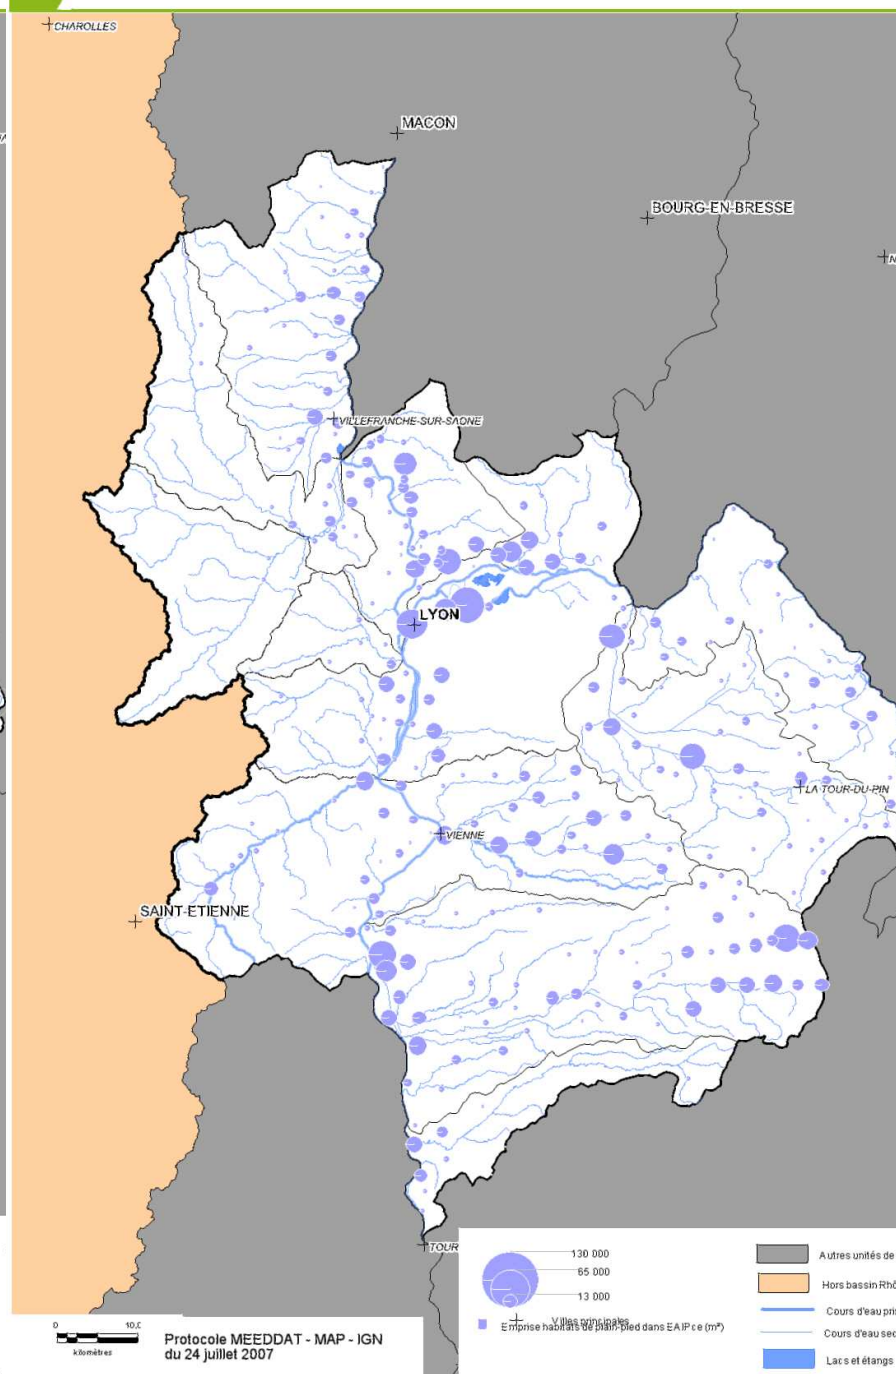 CHAROLLES
MACON
BOURG-EN-BRESSE
VILLEFRANCHE-SUR-SAONE
LYON
LA TOUR-DU-PIN
VIENNE
SAINT-ETIENNE
TOUR
130 000
65 000
13 000
Villes principales
Emprise habitats de plain-pied dans EAIPce (m²)
Autres unités de
Hors bassin Rhô
Cours d'eau prin
Cours d'eau sec
Lacs et étangs
0 10,0
kilomètres
Protocole MEEDDAT - MAP - IGN
du 24 juillet 2007